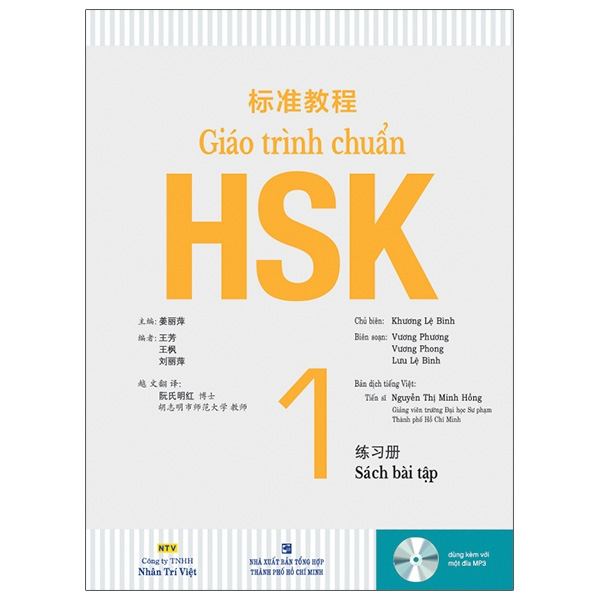 标准教程
Giáo trình chuẩn
HSK
主编: 姜丽萍
编者: 王芳
王枫
刘丽萍
越文翻译:
阮氏明红 博士
胡志明市师范大学 教师
Chủ biên: Khương Lệ Bình
Biên soạn: Vương Phương
Vương Phong
Lưu Lệ Bình
Bản dịch tiếng Việt:
Tiến sĩ Nguyễn Thị Minh Hồng
Giảng viên trường Đại học Sư phạm
Thành phố Hồ Chí Minh
1
练习册
Sách bài tập
NTV
Công ty TNHH
Nhân Trí Việt
NHÀ XUẤT BẢN TỔNG HỢP
THÀNH PHỐ HỒ CHÍ MINH
dùng kèm với
một đĩa MP3